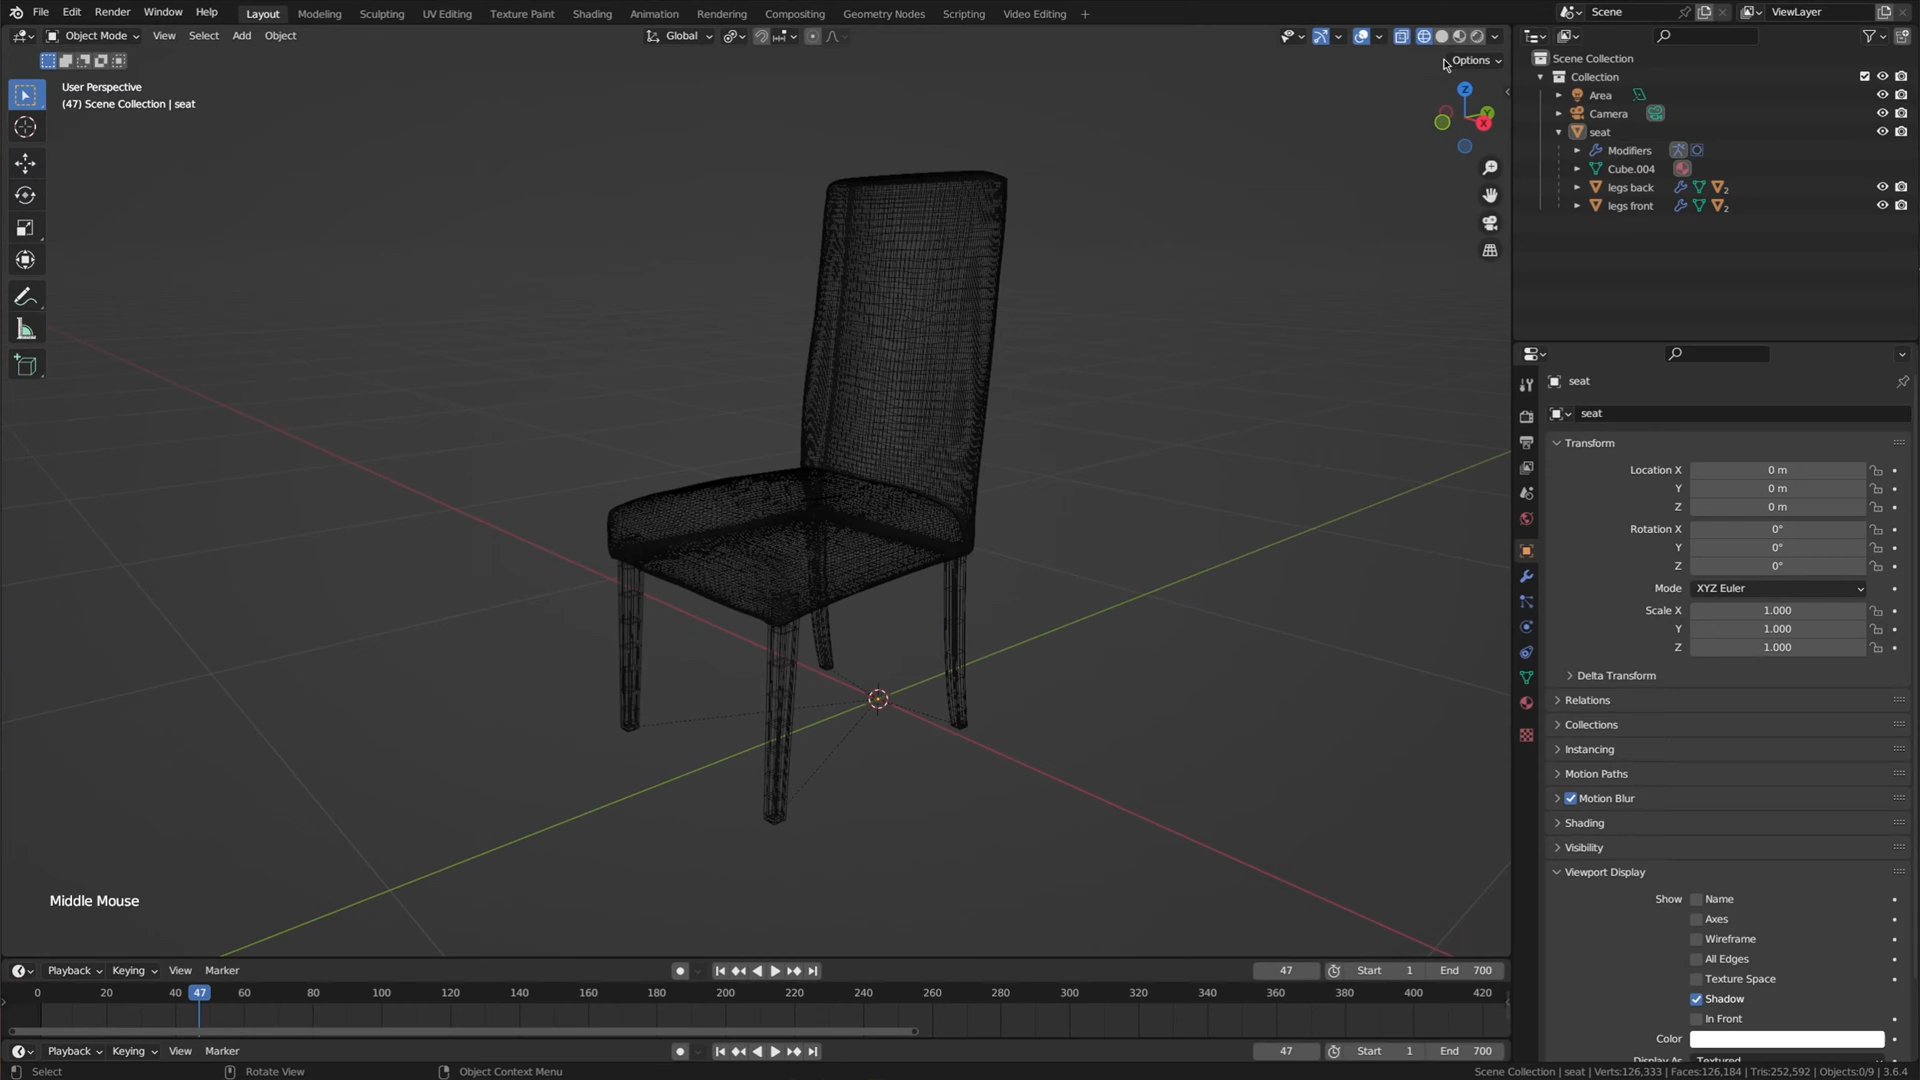 File Edit Render Window Help Layout Modeling Sculpting UV Editing Texture Paint Shading Animation Rendering Compositing Geometry Nodes Scripting Video Editing + Scene ViewLayer
Object Mode View Select Add Object Global
Options
User Perspective
(47) Scene Collection | seat
Z
Y
X
Scene Collection
Collection
Area
Camera
seat
Modifiers
Cube.004
legs back 2
legs front 2
seat
seat
Transform
Location X 0 m
Y 0 m
Z 0 m
Rotation X 0°
Y 0°
Z 0°
Mode XYZ Euler
Scale X 1.000
Y 1.000
Z 1.000
Delta Transform
Relations
Collections
Instancing
Motion Paths
Motion Blur
Shading
Visibility
Viewport Display
Show Name
Axes
Wireframe
All Edges
Texture Space
Shadow
In Front
Color
Display As Textured
Middle Mouse
Playback Keying View Marker 47 Start 1 End 700
0 20 40 47 60 80 100 120 140 160 180 200 220 240 260 280 300 320 340 360 380 400 420
Playback Keying View Marker 47 Start 1 End 700
Select Rotate View Object Context Menu Scene Collection | seat | Verts:126,333 | Faces:126,184 | Tris:252,592 | Objects:0/9 | 3.6.4